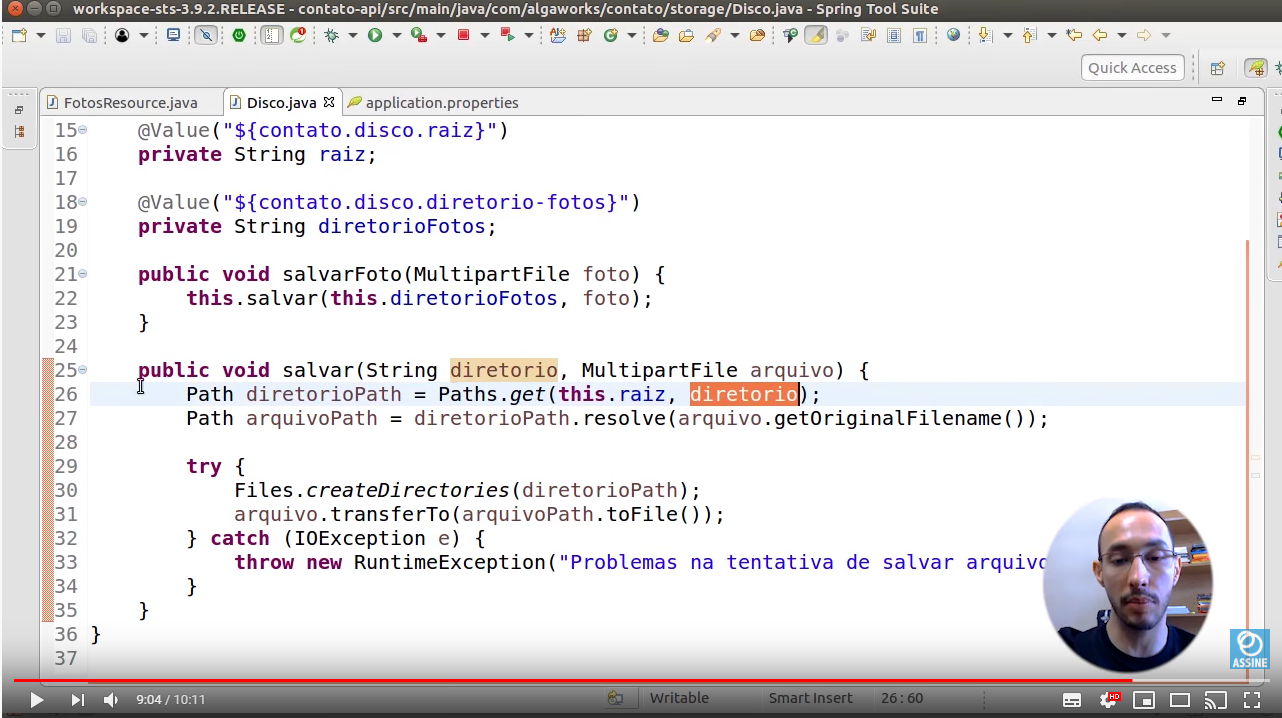 workspace-sts-3.9.2.RELEASE - contato-api/src/main/java/com/algaworks/contato/storage/Disco.java - Spring Tool Suite
Quick Access
FotosResource.java Disco.java application.properties
15 @Value("${contato.disco.raiz}")
16 private String raiz;
17
18 @Value("${contato.disco.diretorio-fotos}")
19 private String diretorioFotos;
20
21 public void salvarFoto(MultipartFile foto) {
22 this.salvar(this.diretorioFotos, foto);
23 }
24
25 public void salvar(String diretorio, MultipartFile arquivo) {
26 Path diretorioPath = Paths.get(this.raiz, diretorio);
27 Path arquivoPath = diretorioPath.resolve(arquivo.getOriginalFilename());
28
29 try {
30 Files.createDirectories(diretorioPath);
31 arquivo.transferTo(arquivoPath.toFile());
32 } catch (IOException e) {
33 throw new RuntimeException("Problemas na tentativa de salvar arquivo
34 }
35 }
36 }
37
ASSINE
9:04 / 10:11 Writable Smart Insert 26:60 HD